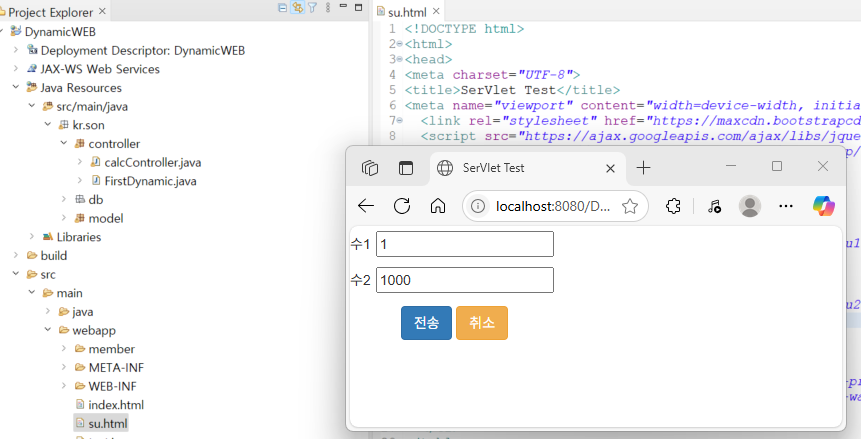 Project Explorer
DynamicWEB
Deployment Descriptor: DynamicWEB
JAX-WS Web Services
Java Resources
src/main/java
kr.son
controller
calcController.java
FirstDynamic.java
db
model
Libraries
build
src
main
java
webapp
member
META-INF
WEB-INF
index.html
su.html
su.html
1 <!DOCTYPE html>
2 <html>
3 <head>
4 <meta charset="UTF-8">
5 <title>SerVlet Test</title>
6 <meta name="viewport" content="width=device-width, initia
7 <link rel="stylesheet" href="https://maxcdn.bootstrapcd
8 <script src="https://ajax.googleapis.com/ajax/libs/jque
SerVlet Test
localhost:8080/D...
수1 1
수2 1000
전송 취소